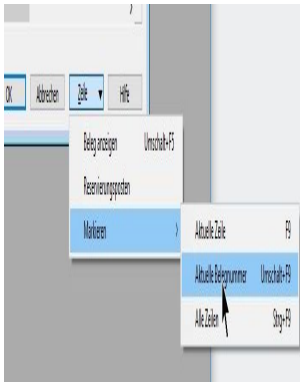 OK Abbrechen Zeile Hilfe
Beleg anzeigen Umschalt+F5
Reservierungsposten
Markieren
Aktuelle Zeile F9
Aktuelle Belegnummer Umschalt+F9
Alle Zeilen Strg+F9